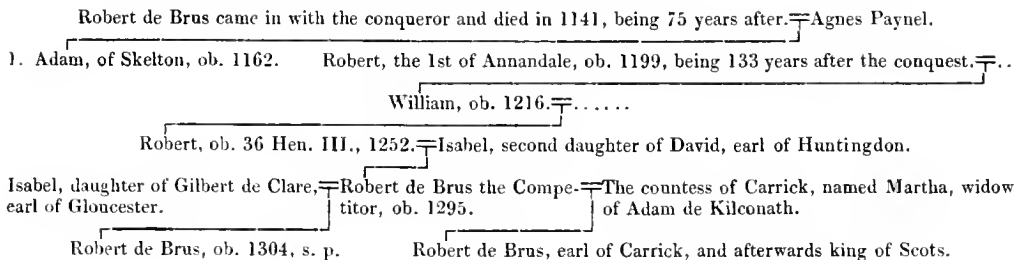 Robert de Brus came in with the conqueror and died in 1141, being 75 years after. Agnes Paynel.
1. Adam, of Skelton, ob. 1162. Robert, the 1st of Annandale, ob. 1199, being 133 years after the conquest. ..
William, ob. 1216. ......
Robert, ob. 36 Hen. III., 1252. Isabel, second daughter of David, earl of Huntingdon.
Isabel, daughter of Gilbert de Clare, Robert de Brus the Compe- The countess of Carrick, named Martha, widow
earl of Gloucester. titor, ob. 1295. of Adam de Kilconath.
Robert de Brus, ob. 1304, s. p. Robert de Brus, earl of Carrick, and afterwards king of Scots.